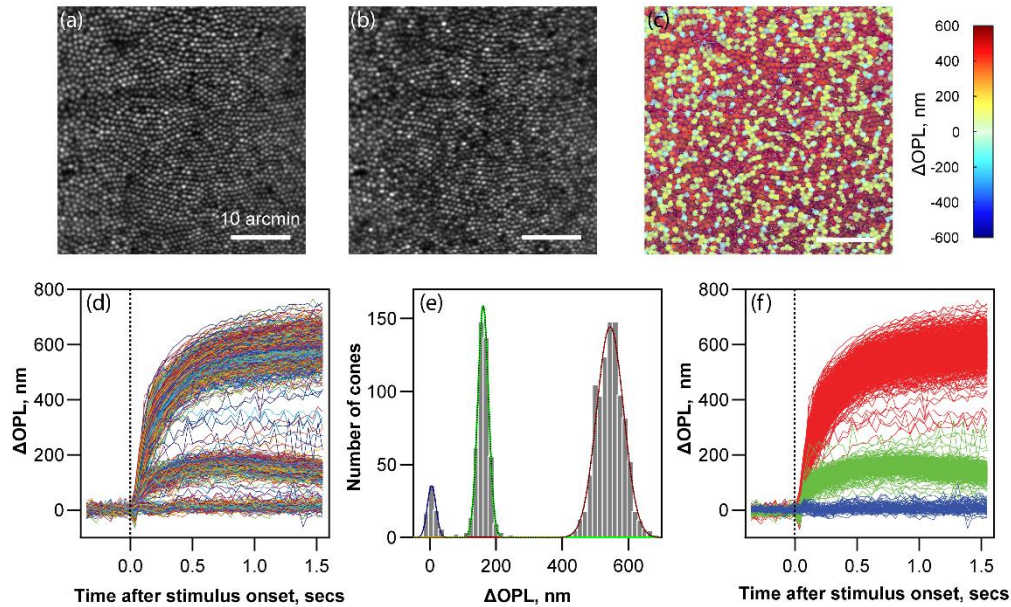 (a)
(b)
(c)
10 arcmin
600
400
200
0
-200
-400
-600
ΔOPL, nm
(d)
800
600
400
200
0
ΔOPL, nm
0.0 0.5 1.0 1.5
Time after stimulus onset, secs
(e)
150
100
50
0
Number of cones
0 200 400 600
ΔOPL, nm
(f)
800
600
400
200
0
ΔOPL, nm
0.0 0.5 1.0 1.5
Time after stimulus onset, secs